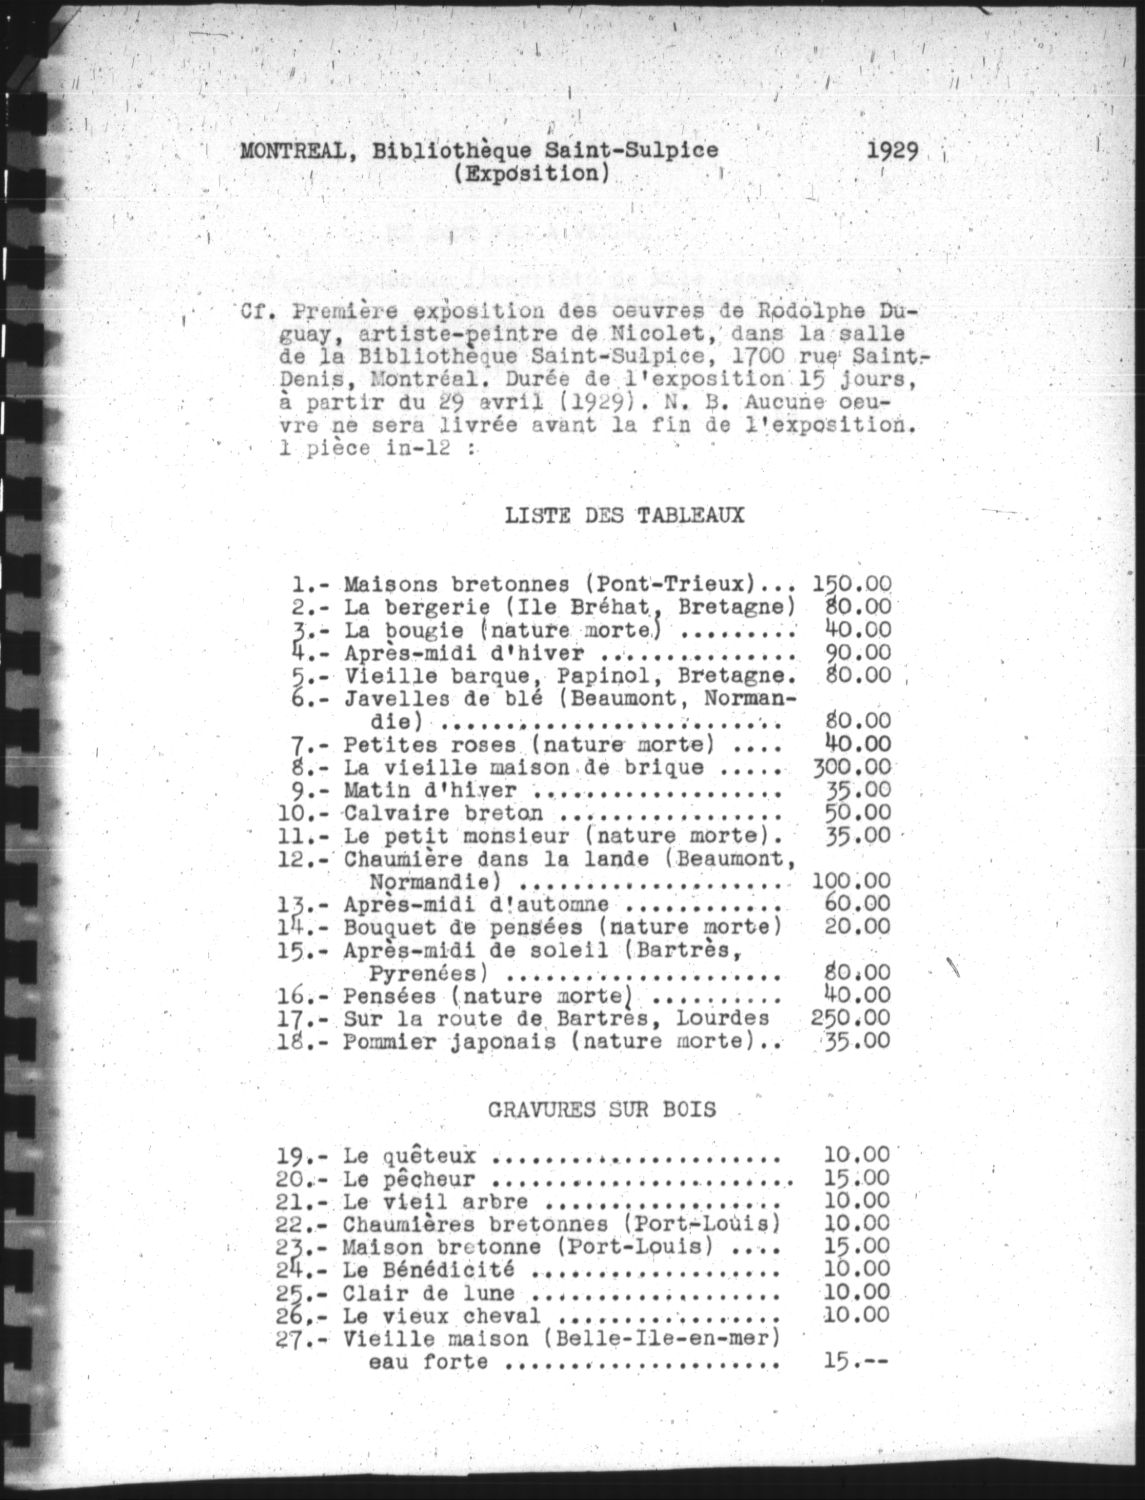 MONTREAL, Bibliothèque Saint-Sulpice 1929
(Exposition)
Cf. Première exposition des oeuvres de Rodolphe Du-
guay, artiste-peintre de Nicolet, dans la salle
de la Bibliothèque Saint-Sulpice, 1700 rue Saint-
Denis, Montréal. Durée de l'exposition 15 jours,
à partir du 29 avril (1929). N. B. Aucune oeu-
vre ne sera livrée avant la fin de l'exposition.
1 pièce in-12 :
LISTE DES TABLEAUX
1.- Maisons bretonnes (Pont-Trieux)... 150.00
2.- La bergerie (Ile Bréhat, Bretagne) 80.00
3.- La bougie (nature morte) ......... 40.00
4.- Après-midi d'hiver ............... 90.00
5.- Vieille barque, Papinol, Bretagne. 80.00
6.- Javelles de blé (Beaumont, Norman-
die) .......................... 80.00
7.- Petites roses (nature morte) .... 40.00
8.- La vieille maison de brique ..... 300.00
9.- Matin d'hiver ................... 35.00
10.- Calvaire breton ................. 50.00
11.- Le petit monsieur (nature morte). 35.00
12.- Chaumière dans la lande (Beaumont,
Normandie) .................... 100.00
13.- Après-midi d'automne ............ 60.00
14.- Bouquet de pensées (nature morte) 20.00
15.- Après-midi de soleil (Bartrès,
Pyrenées) ..................... 80.00
16.- Pensées (nature morte) .......... 40.00
17.- Sur la route de Bartrès, Lourdes 250.00
18.- Pommier japonais (nature morte).. 35.00
GRAVURES SUR BOIS
19.- Le quêteux ...................... 10.00
20.- Le pêcheur ....................... 15.00
21.- Le vieil arbre .................. 10.00
22.- Chaumières bretonnes (Port-Louis) 10.00
23.- Maison bretonne (Port-Louis) .... 15.00
24.- Le Bénédicité ................... 10.00
25.- Clair de lune ................... 10.00
26.- Le vieux cheval ................. 10.00
27.- Vieille maison (Belle-Ile-en-mer)
eau forte ..................... 15.--